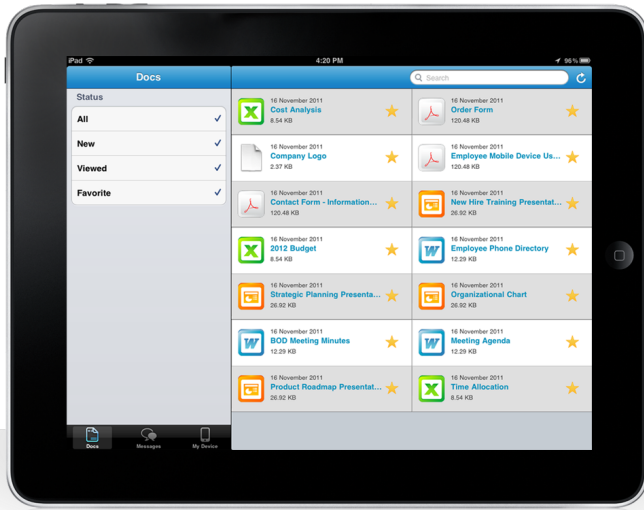 iPad
4:20 PM
96%
Docs
Search
Status
All
New
Viewed
Favorite
16 November 2011
Cost Analysis
8.54 KB
16 November 2011
Order Form
120.48 KB
16 November 2011
Company Logo
2.37 KB
16 November 2011
Employee Mobile Device Us...
120.48 KB
16 November 2011
Contact Form - Information...
120.48 KB
16 November 2011
New Hire Training Presentat...
26.92 KB
16 November 2011
2012 Budget
8.54 KB
16 November 2011
Employee Phone Directory
12.29 KB
16 November 2011
Strategic Planning Presenta...
26.92 KB
16 November 2011
Organizational Chart
26.92 KB
16 November 2011
BOD Meeting Minutes
12.29 KB
16 November 2011
Meeting Agenda
12.29 KB
16 November 2011
Product Roadmap Presentat...
26.92 KB
16 November 2011
Time Allocation
8.54 KB
Docs
Messages
My Device